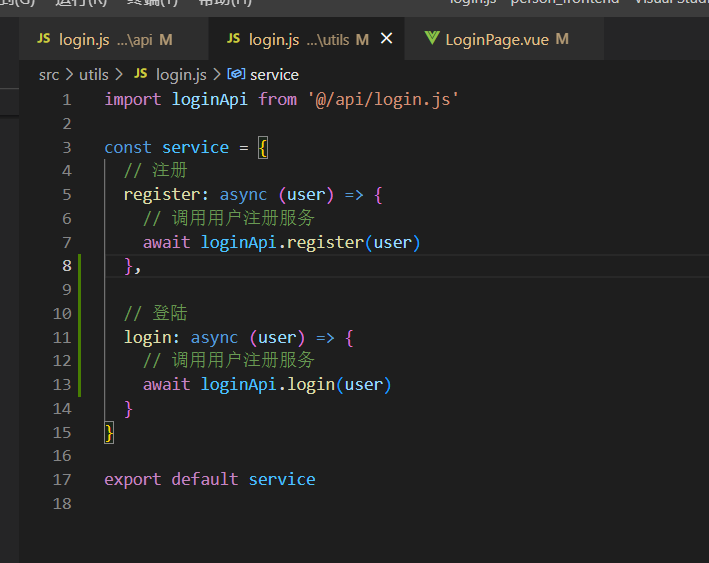 运行(R) 终端(T) 帮助(H) login.js - person_frontend - Visual Stud
JS login.js ...\api M JS login.js ...\utils M × LoginPage.vue M
src > utils > JS login.js > service
1 import loginApi from '@/api/login.js'
2
3 const service = {
4 // 注册
5 register: async (user) => {
6 // 调用用户注册服务
7 await loginApi.register(user)
8 },
9
10 // 登陆
11 login: async (user) => {
12 // 调用用户注册服务
13 await loginApi.login(user)
14 }
15 }
16
17 export default service
18